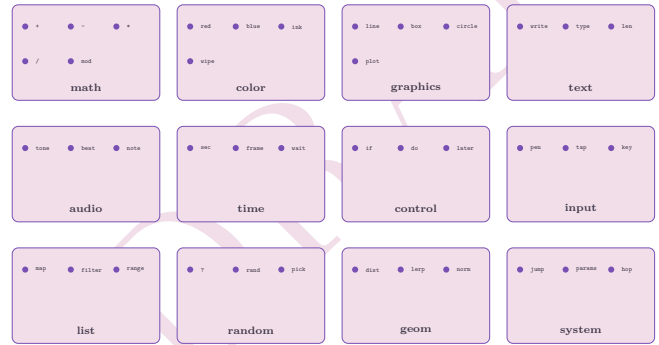 + - *
/ mod
math
red blue ink
wipe
color
line box circle
plot
graphics
write type len
text
tone beat note
audio
sec frame wait
time
if do later
control
pen tap key
input
map filter range
list
? rand pick
random
dist lerp norm
geom
jump params hop
system